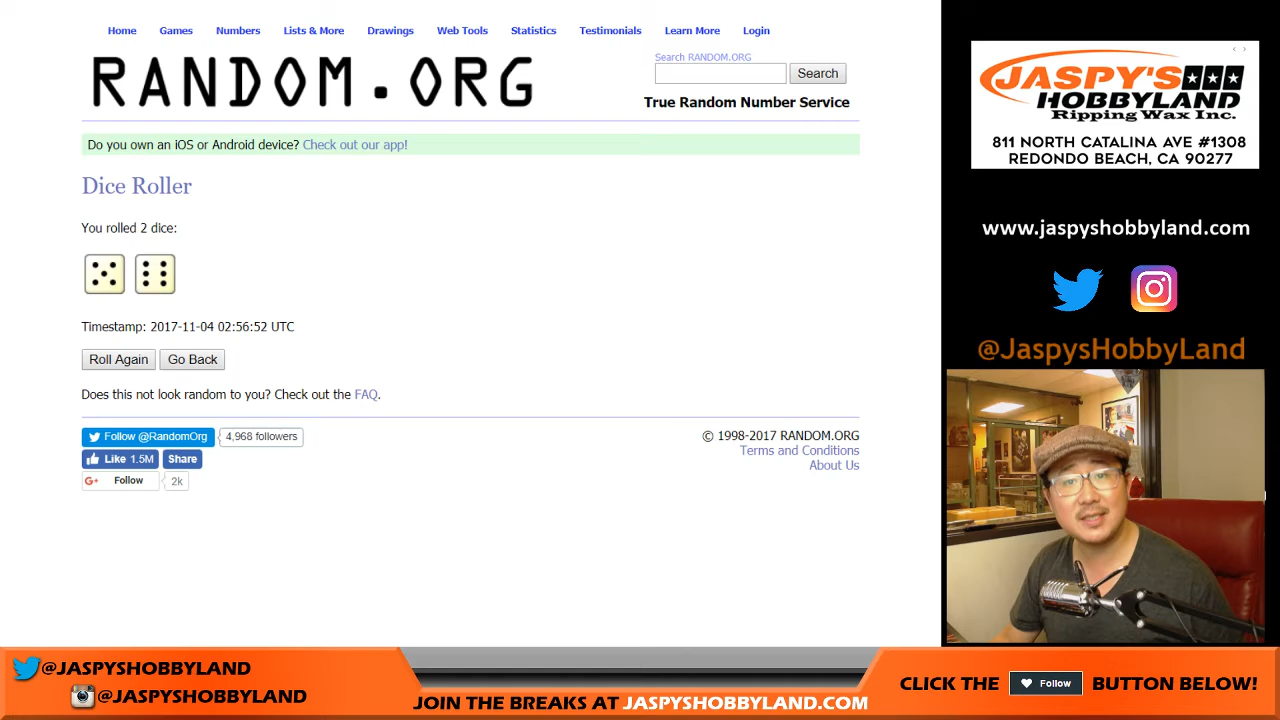 Home Games Numbers Lists & More Drawings Web Tools Statistics Testimonials Learn More Login
RANDOM.ORG
Search RANDOM.ORG
Search
True Random Number Service
Do you own an iOS or Android device? Check out our app!
Dice Roller
You rolled 2 dice:
Timestamp: 2017-11-04 02:56:52 UTC
Roll Again Go Back
Does this not look random to you? Check out the FAQ.
Follow @RandomOrg 4,968 followers
Like 1.5M Share
G+ Follow 2k
© 1998-2017 RANDOM.ORG
Terms and Conditions
About Us
JASPY'S
HOBBYLAND
Ripping Wax Inc.
811 NORTH CATALINA AVE #1308
REDONDO BEACH, CA 90277
www.jaspyshobbyland.com
@JaspysHobbyLand
@JASPYSHOBBYLAND
@JASPYSHOBBYLAND
JOIN THE BREAKS AT JASPYSHOBBYLAND.COM
CLICK THE Follow BUTTON BELOW!